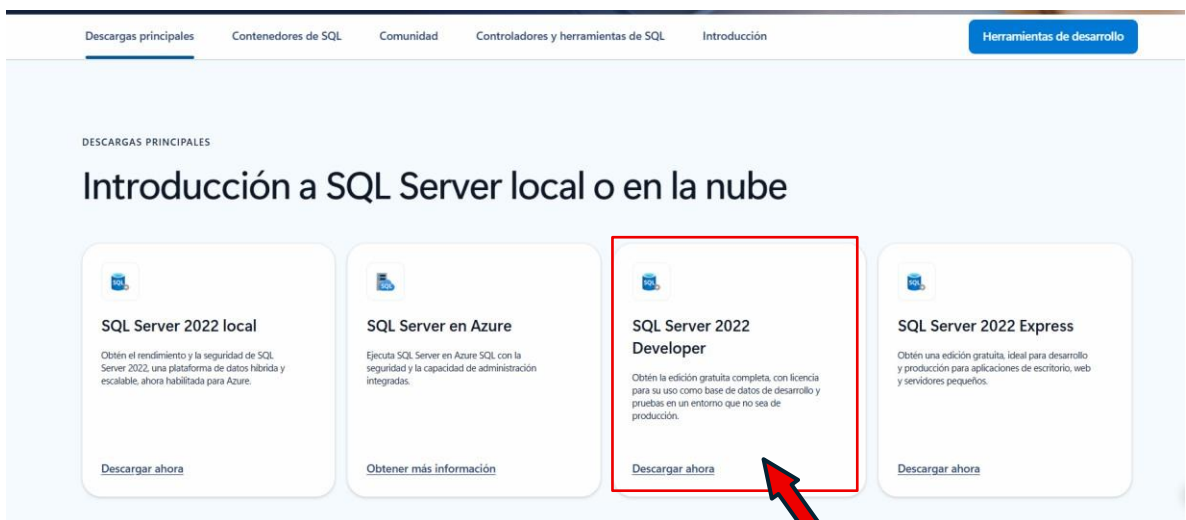 Descargas principales
Contenedores de SQL
Comunidad
Controladores y herramientas de SQL
Introducción
Herramientas de desarrollo
DESCARGAS PRINCIPALES
Introducción a SQL Server local o en la nube
SQL
SQL Server 2022 local
Obtén el rendimiento y la seguridad de SQL
Server 2022, una plataforma de datos híbrida y
escalable, ahora habilitada para Azure.
Descargar ahora
SQL
SQL Server en Azure
Ejecuta SQL Server en Azure SQL con la
seguridad y la capacidad de administración
integradas.
Obtener más información
SQL
SQL Server 2022
Developer
Obtén la edición gratuita completa, con licencia
para su uso como base de datos de desarrollo y
pruebas en un entorno que no sea de
producción.
Descargar ahora
SQL
SQL Server 2022 Express
Obtén una edición gratuita, ideal para desarrollo
y producción para aplicaciones de escritorio, web
y servidores pequeños.
Descargar ahora